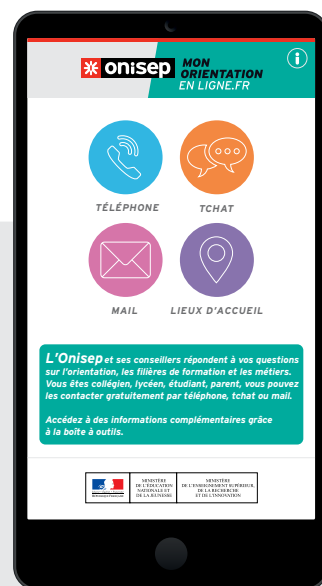 onisep MON
ORIENTATION
EN LIGNE.FR
i
TÉLÉPHONE
TCHAT
MAIL
LIEUX D'ACCUEIL
L'Onisep et ses conseillers répondent à vos questions
sur l'orientation, les filières de formation et les métiers.
Vous êtes collégien, lycéen, étudiant, parent, vous pouvez
les contacter gratuitement par téléphone, tchat ou mail.
Accédez à des informations complémentaires grâce
à la boîte à outils.
MINISTÈRE
DE L'ÉDUCATION
NATIONALE ET
DE LA JEUNESSE
MINISTÈRE
DE L'ENSEIGNEMENT SUPÉRIEUR,
DE LA RECHERCHE
ET DE L'INNOVATION